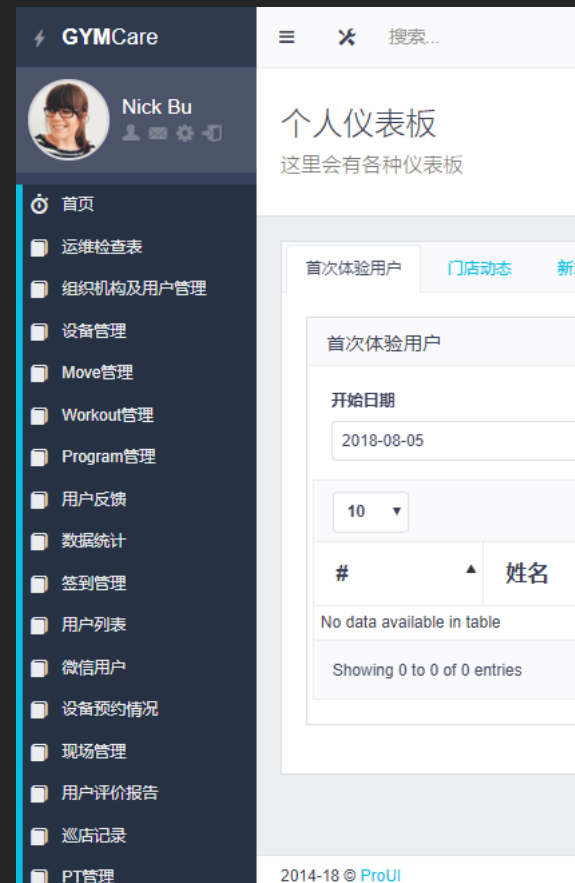 GYMCare
搜索...
Nick Bu
个人仪表板
这里会有各种仪表板
首页
运维检查表
组织机构及用户管理
设备管理
Move管理
Workout管理
Program管理
用户反馈
数据统计
签到管理
用户列表
微信用户
设备预约情况
现场管理
用户评价报告
巡店记录
PT管理
首次体验用户 门店动态 新
首次体验用户
开始日期
2018-08-05
10
# 姓名
No data available in table
Showing 0 to 0 of 0 entries
2014-18 © ProUI